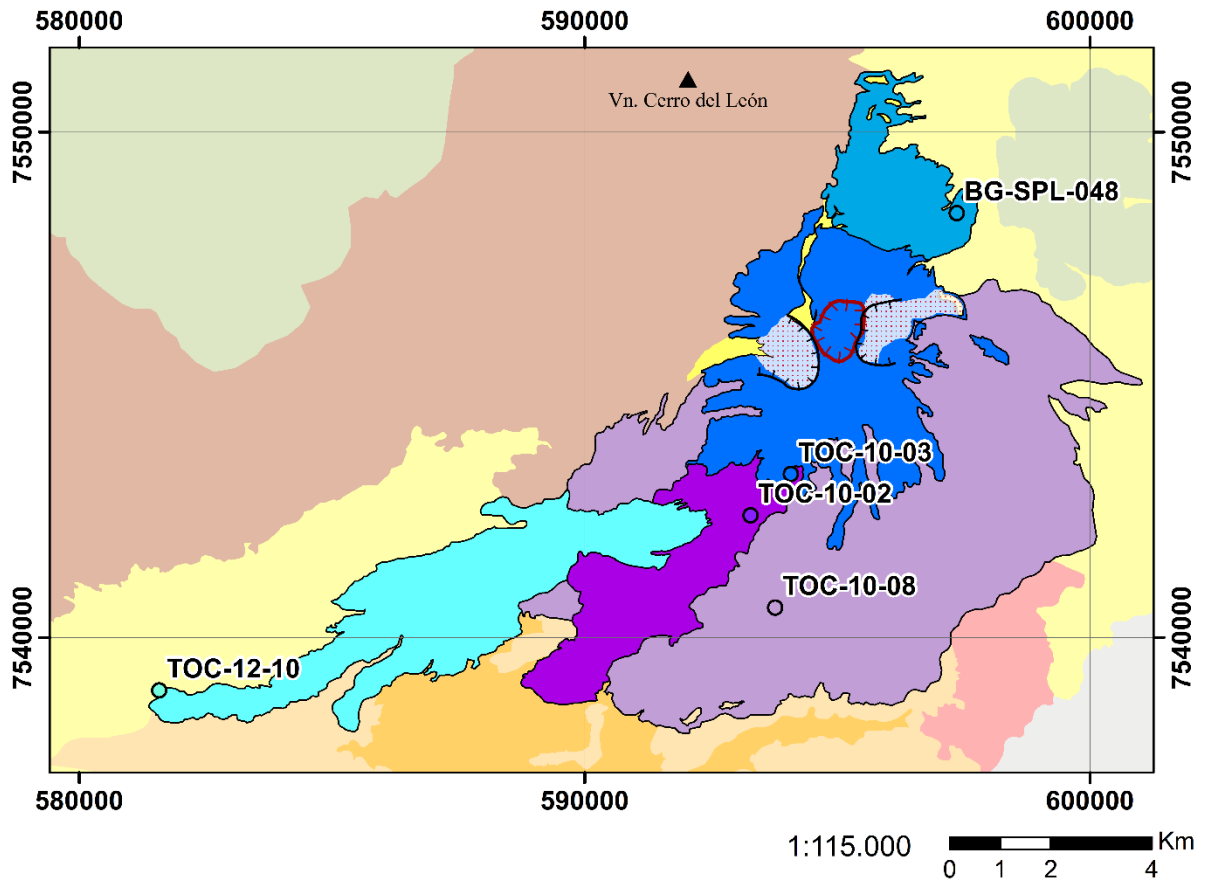 580000 590000 600000
Vn. Cerro del León
7550000 7550000
BG-SPL-048
TOC-10-03
TOC-10-02
TOC-10-08
7540000 7540000
TOC-12-10
580000 590000 600000
1:115.000 Km
0 1 2 4